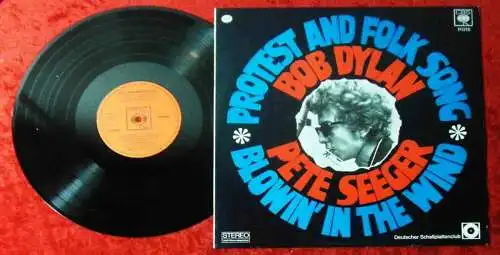 PROTEST AND FOLK SONG
BOB DYLAN
PETE SEEGER
BLOWIN' IN THE WIND
CBS
STEREO
Deutscher Schallplattenclub